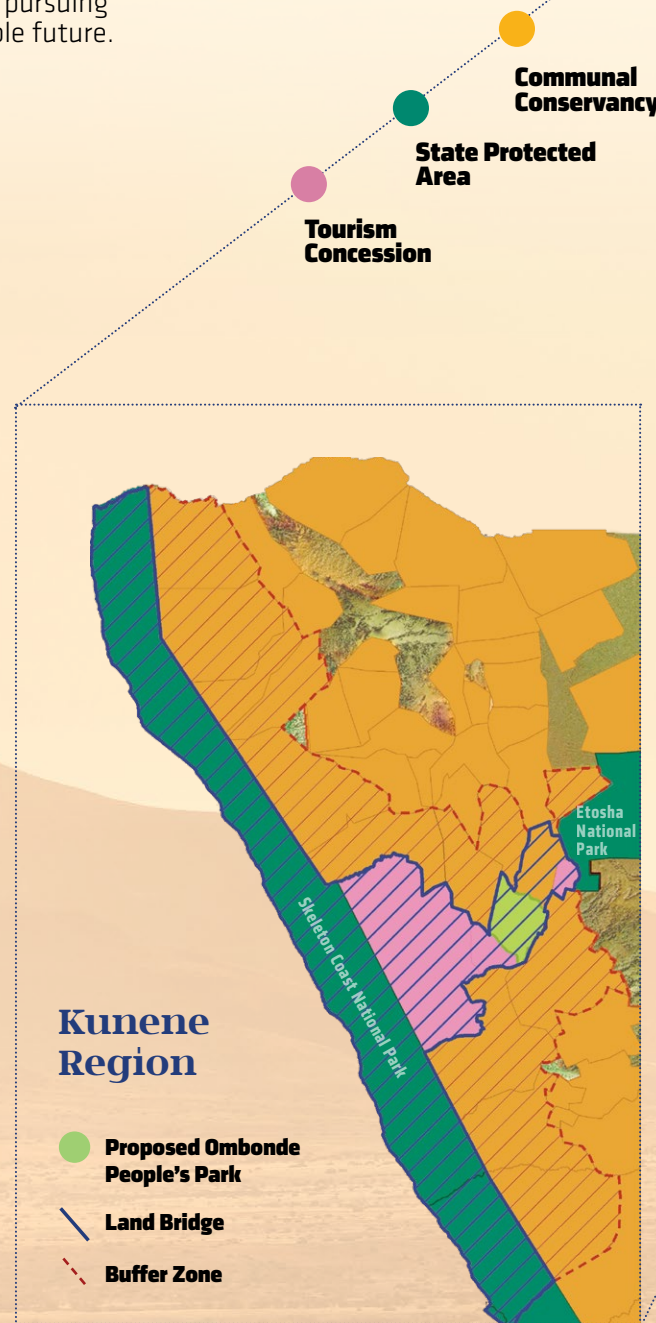 pursuing
ble future.
Communal
Conservancy
State Protected
Area
Tourism
Concession
Etosha
National
Park
Skeleton Coast National Park
Kunene
Region
Proposed Ombonde
People's Park
Land Bridge
Buffer Zone